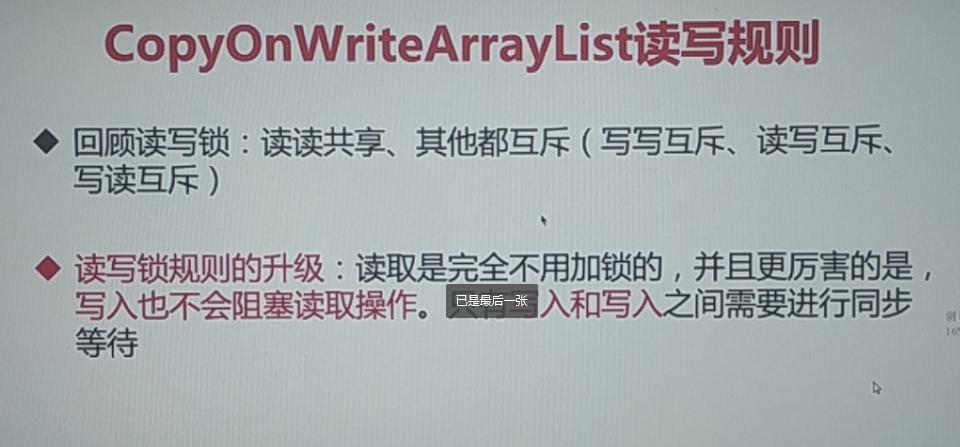 CopyOnWriteArrayList读写规则
◆ 回顾读写锁：读读共享、其他都互斥（写写互斥、读写互斥、
写读互斥）
◆ 读写锁规则的升级：读取是完全不用加锁的，并且更厉害的是，
写入也不会阻塞读取操作。只有写入和写入之间需要进行同步
等待
已是最后一张